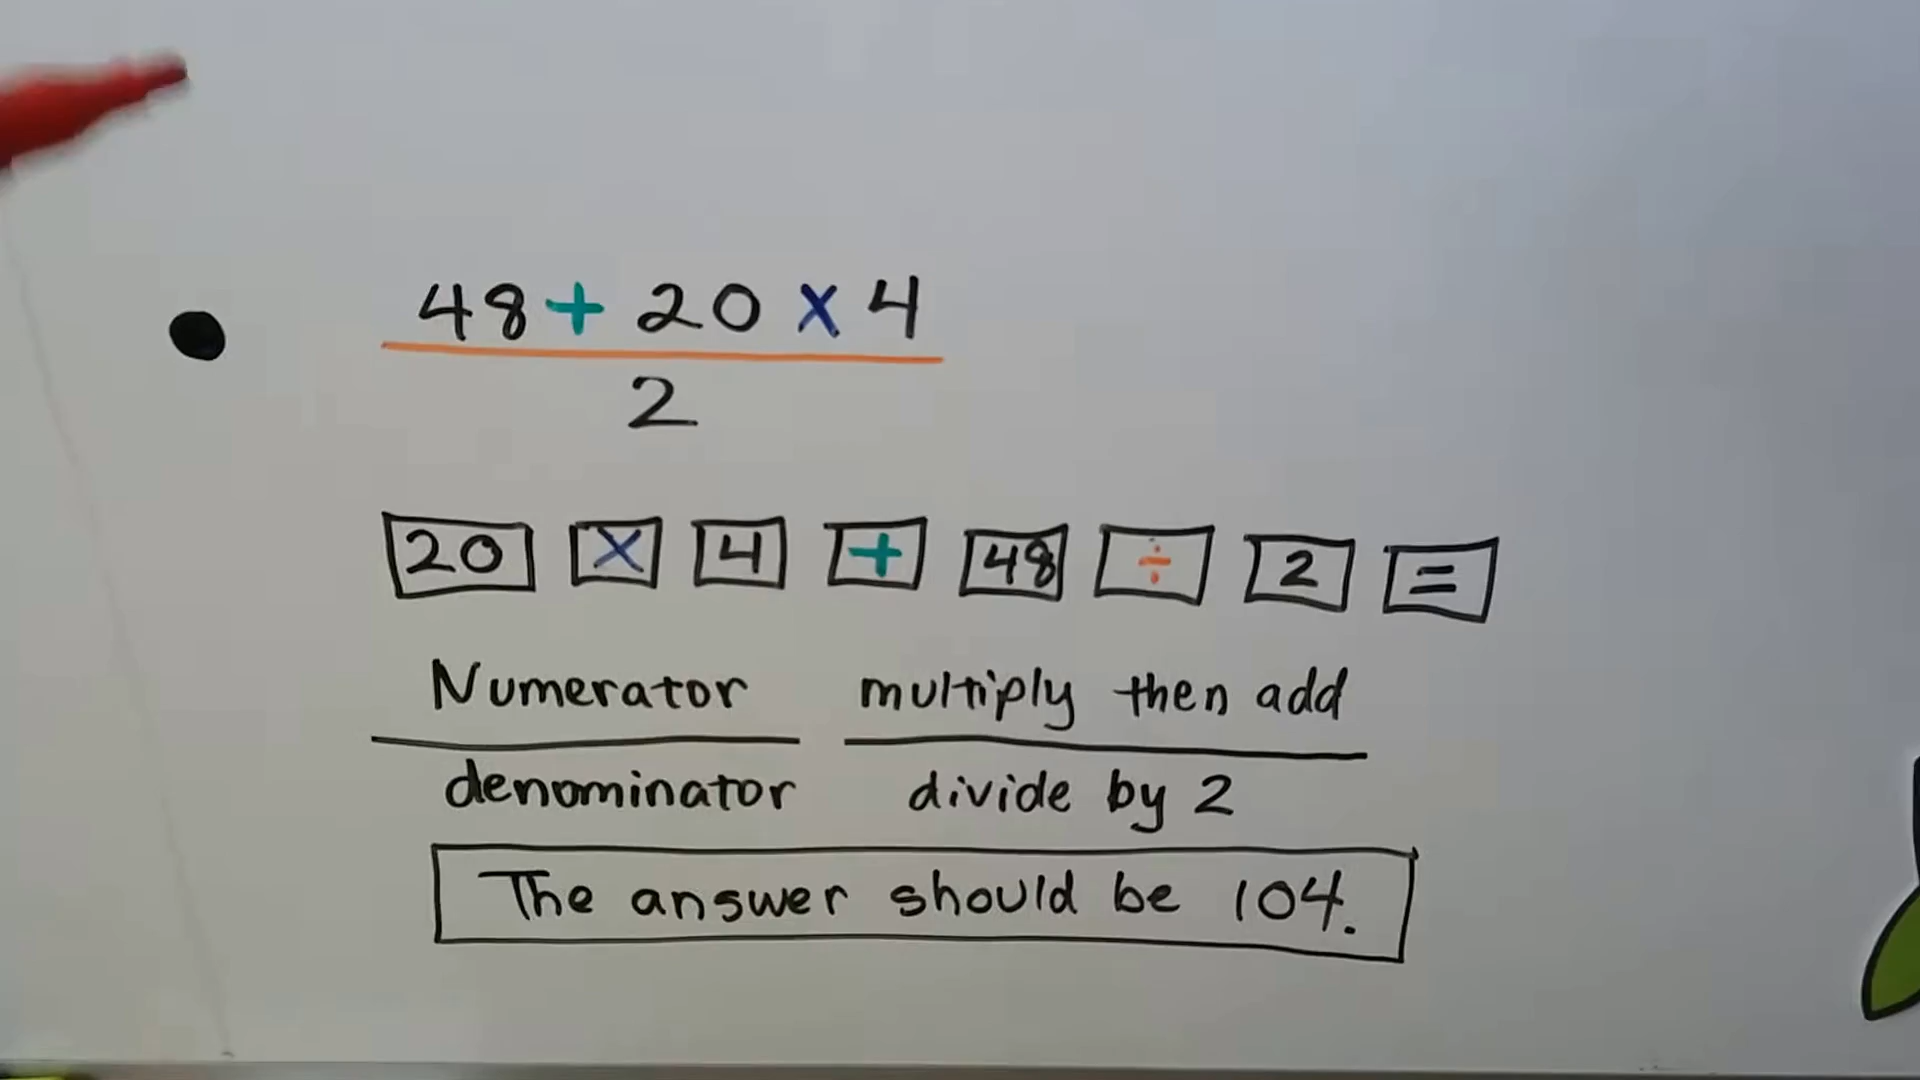 48 + 20 x 4
2
20 x 4 + 48 ÷ 2 =
Numerator multiply then add
denominator divide by 2
The answer should be 104.